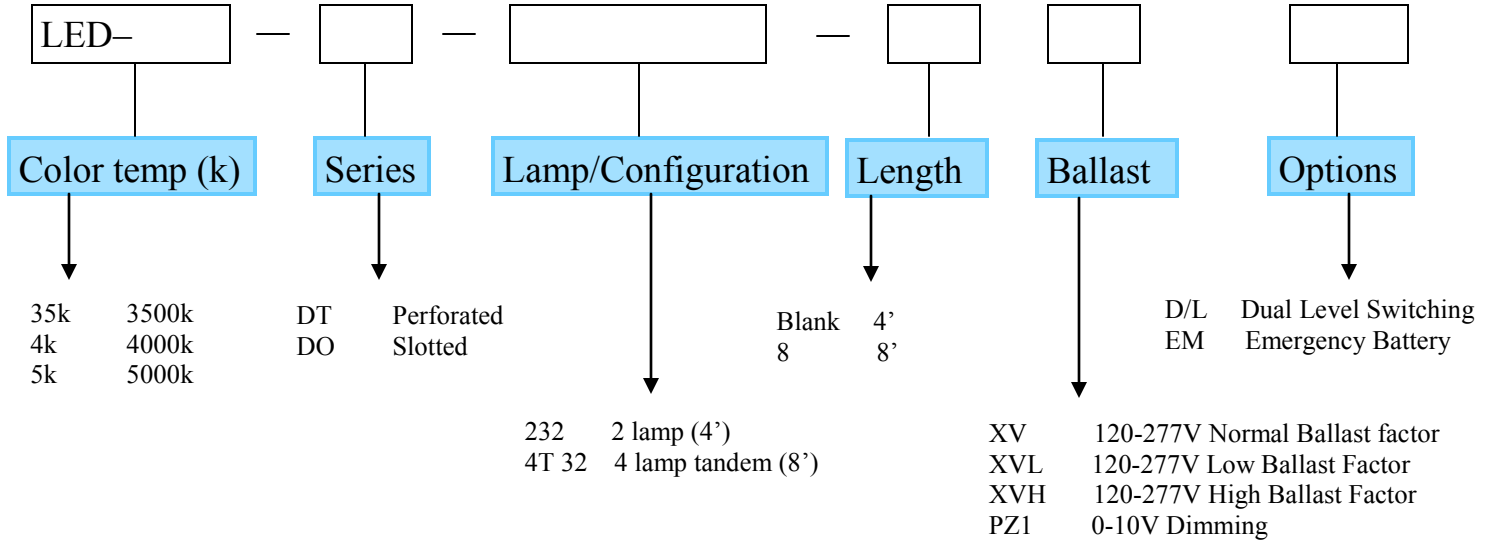 LED–
Color temp (k)
Series
Lamp/Configuration
Length
Ballast
Options
35k 3500k
4k 4000k
5k 5000k
DT Perforated
DO Slotted
232 2 lamp (4’)
4T 32 4 lamp tandem (8’)
Blank 4’
8 8’
XV 120-277V Normal Ballast factor
XVL 120-277V Low Ballast Factor
XVH 120-277V High Ballast Factor
PZ1 0-10V Dimming
D/L Dual Level Switching
EM Emergency Battery